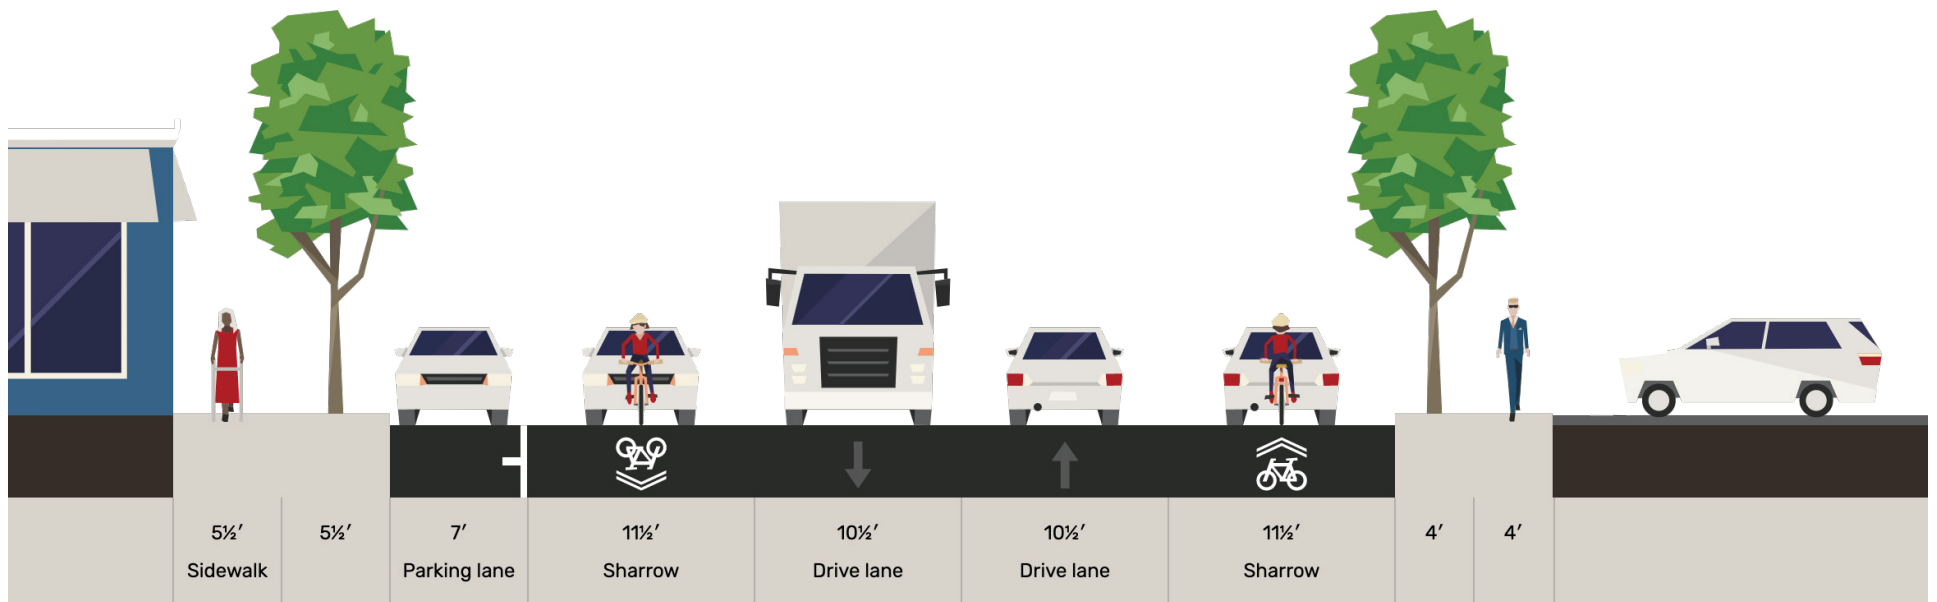 5½′ 5½′ 7′ 11½′ 10½′ 10½′ 11½′ 4′ 4′
Sidewalk Parking lane Sharrow Drive lane Drive lane Sharrow